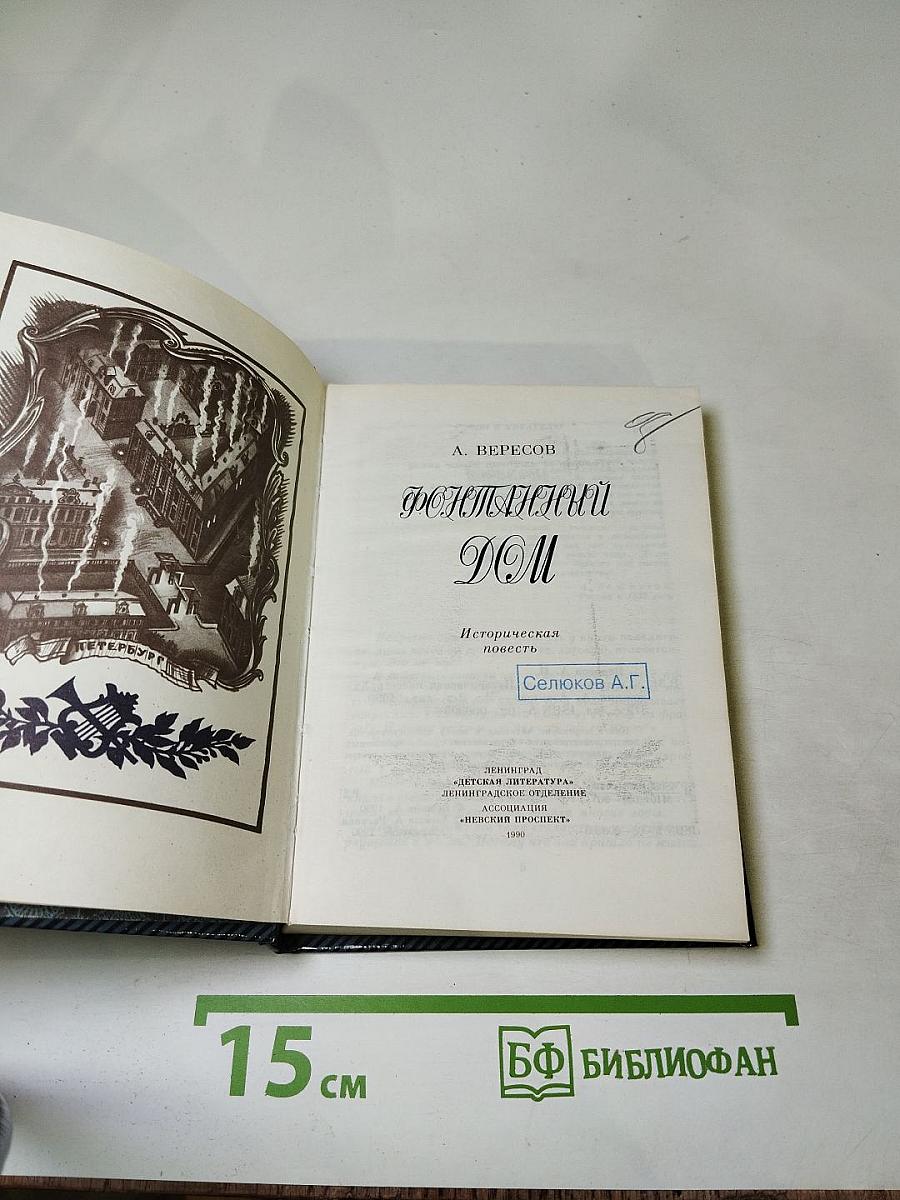 ПЕТЕРБУРГ
А. ВЕРЕСОВ
ФОНТАННЫЙ
ДОМ
Историческая
повесть
Селюков А.Г.
ЛЕНИНГРАД
«ДЕТСКАЯ ЛИТЕРАТУРА»
ЛЕНИНГРАДСКОЕ ОТДЕЛЕНИЕ
АССОЦИАЦИЯ
«НЕВСКИЙ ПРОСПЕКТ»
1990
15 см
БФ БИБЛИОФАН